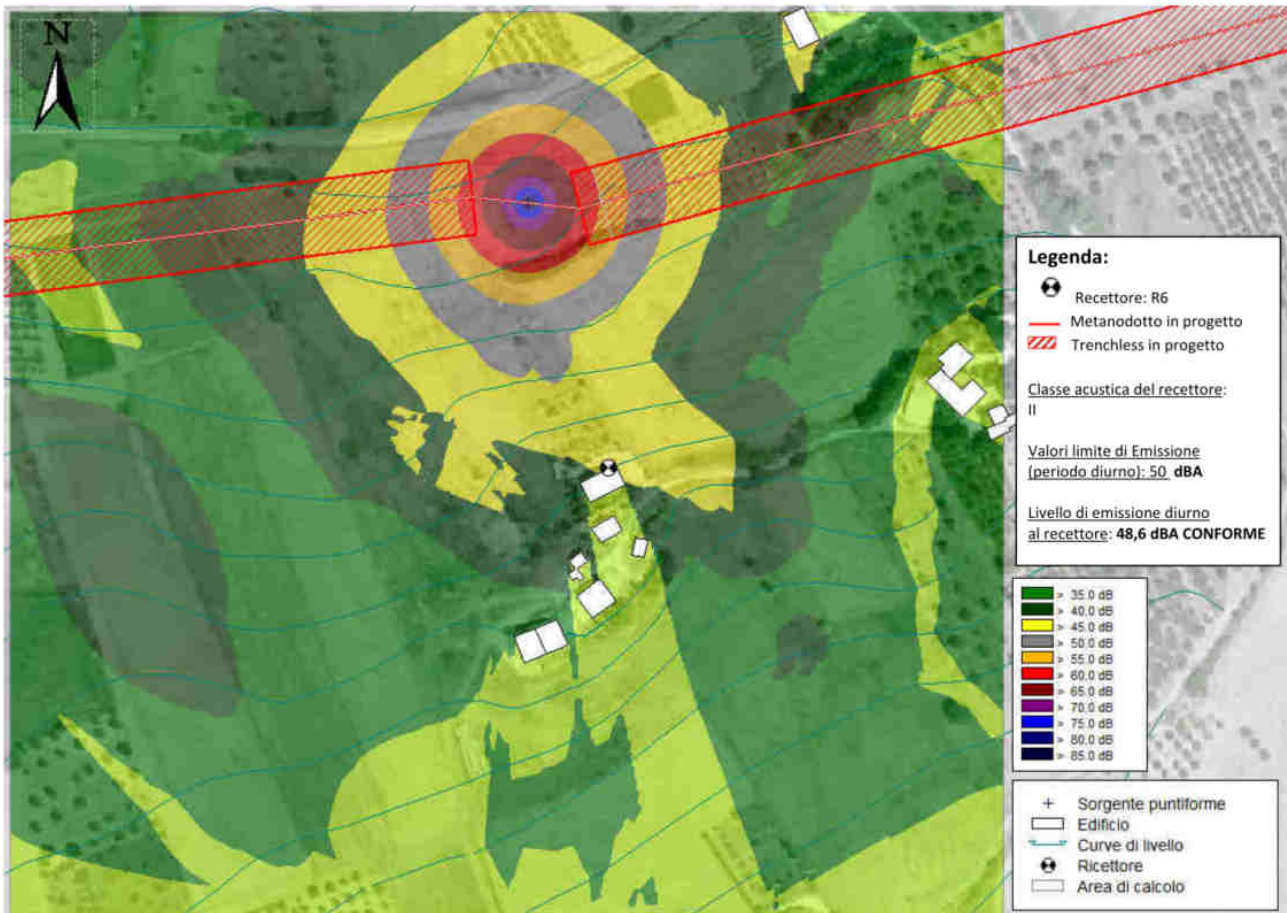 N
Legenda:
Recettore: R6
Metanodotto in progetto
Trenchless in progetto
Classe acustica del recettore:
II
Valori limite di Emissione
(periodo diurno): 50 dBA
Livello di emissione diurno
al recettore: 48,6 dBA CONFORME
> 35.0 dB
> 40.0 dB
> 45.0 dB
> 50.0 dB
> 55.0 dB
> 60.0 dB
> 65.0 dB
> 70.0 dB
> 75.0 dB
> 80.0 dB
> 85.0 dB
Sorgente puntiforme
Edificio
Curve di livello
Ricettore
Area di calcolo